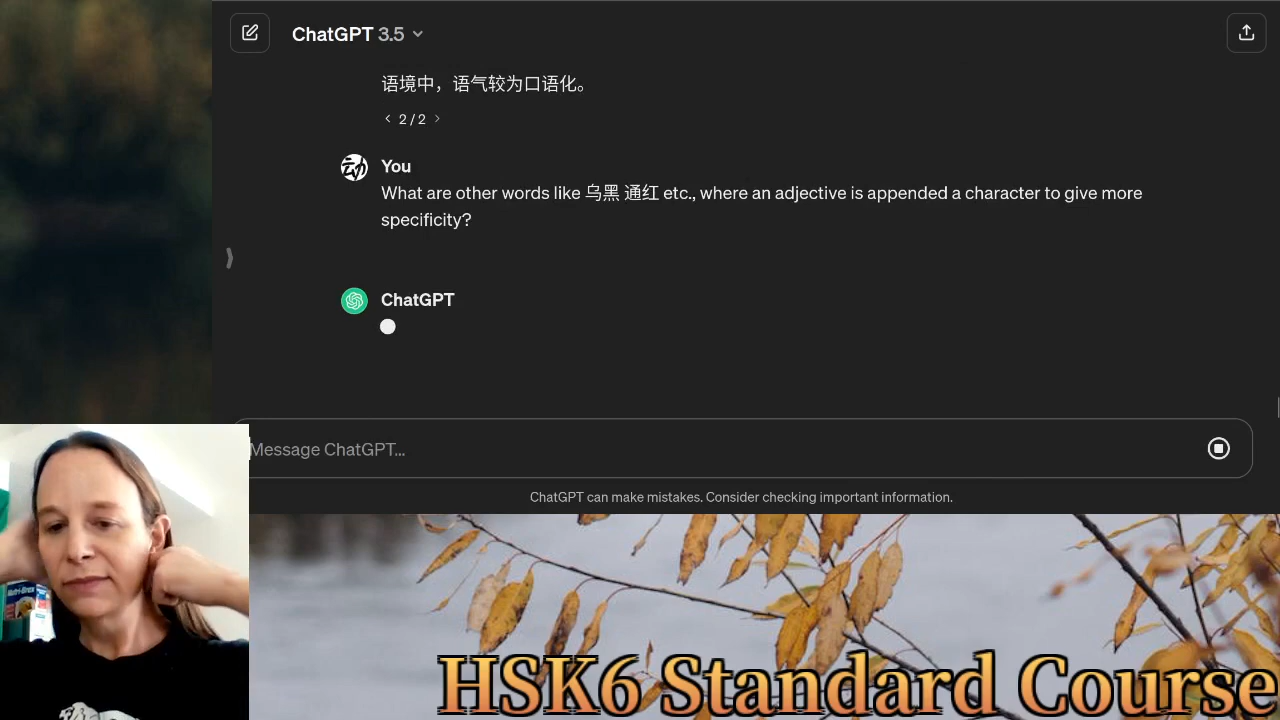 ChatGPT 3.5
语境中，语气较为口语化。
2 / 2
You
What are other words like 乌黑 通红 etc., where an adjective is appended a character to give more
specificity?
ChatGPT
Message ChatGPT...
ChatGPT can make mistakes. Consider checking important information.
HSK6 Standard Course